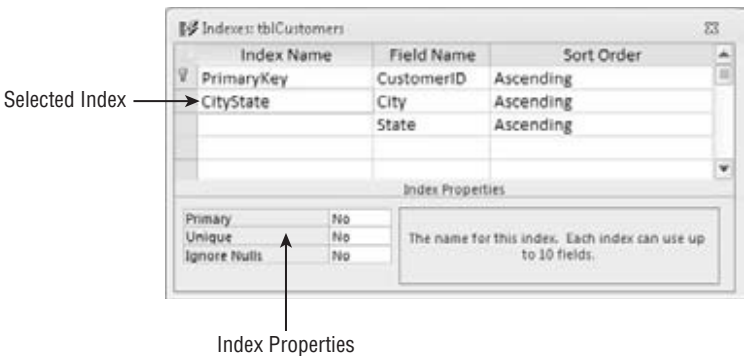 Indexes: tblCustomers
Index Name Field Name Sort Order
PrimaryKey CustomerID Ascending
Selected Index
CityState City Ascending
State Ascending
Index Properties
Primary No
Unique No
Ignore Nulls No
The name for this index. Each index can use up
to 10 fields.
Index Properties